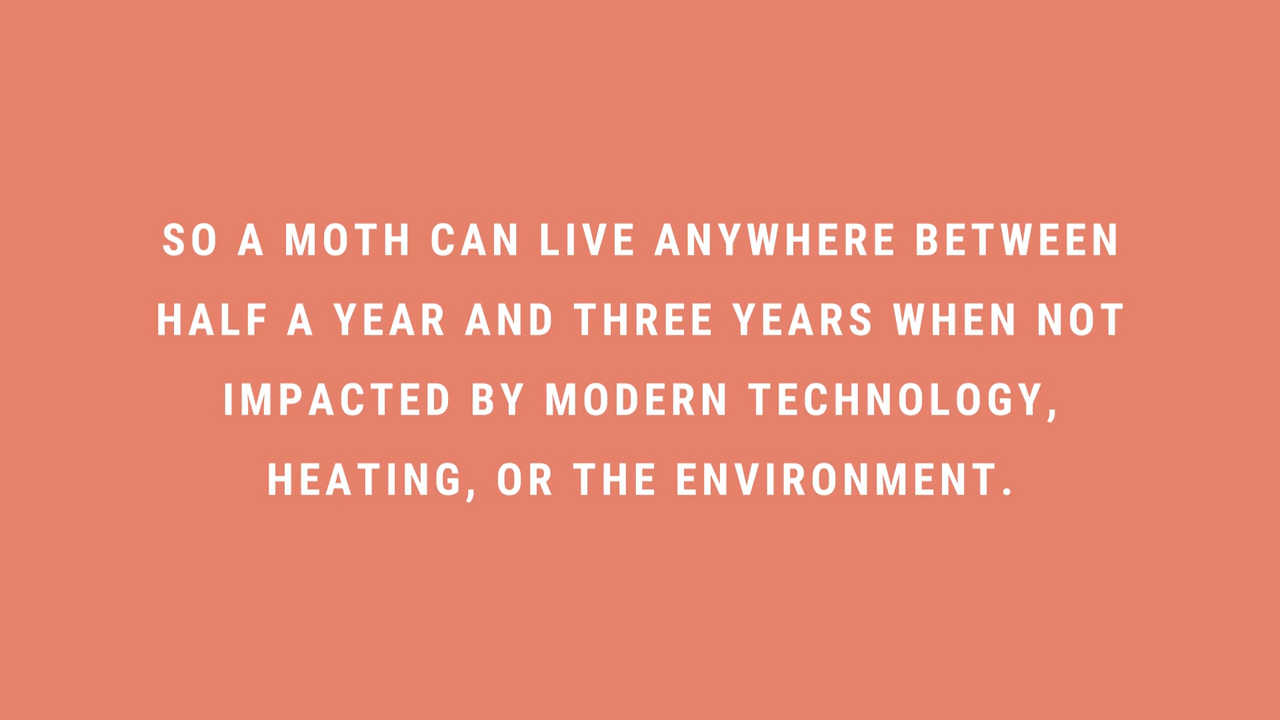 SO A MOTH CAN LIVE ANYWHERE BETWEEN
HALF A YEAR AND THREE YEARS WHEN NOT
IMPACTED BY MODERN TECHNOLOGY,
HEATING, OR THE ENVIRONMENT.